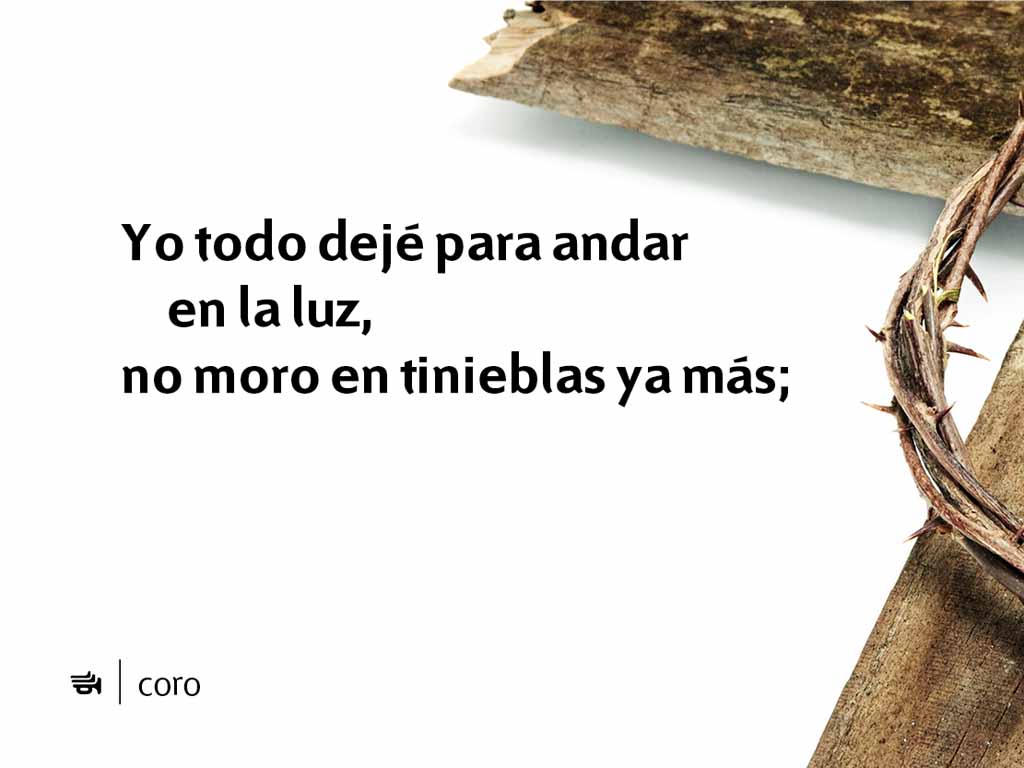 Yo todo dejé para andar
en la luz,
no moro en tinieblas ya más;
coro